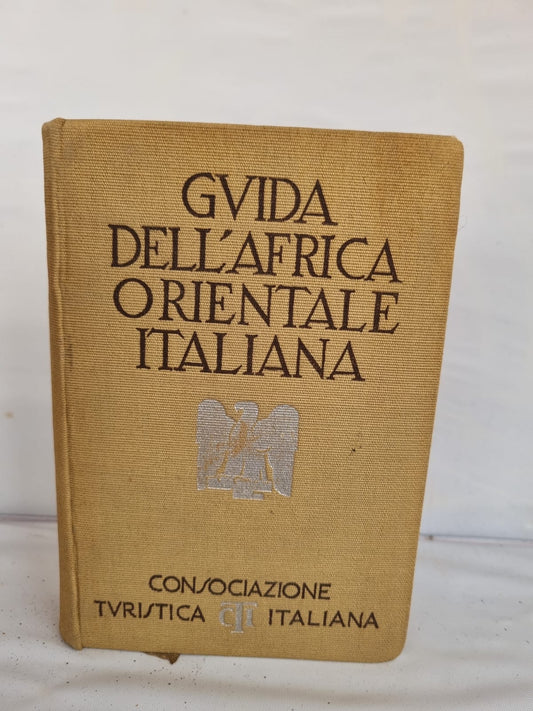 GVIDA
DELL'AFRICA
ORIENTALE
ITALIANA
CONSOCIAZIONE
TVRISTICA CTI ITALIANA